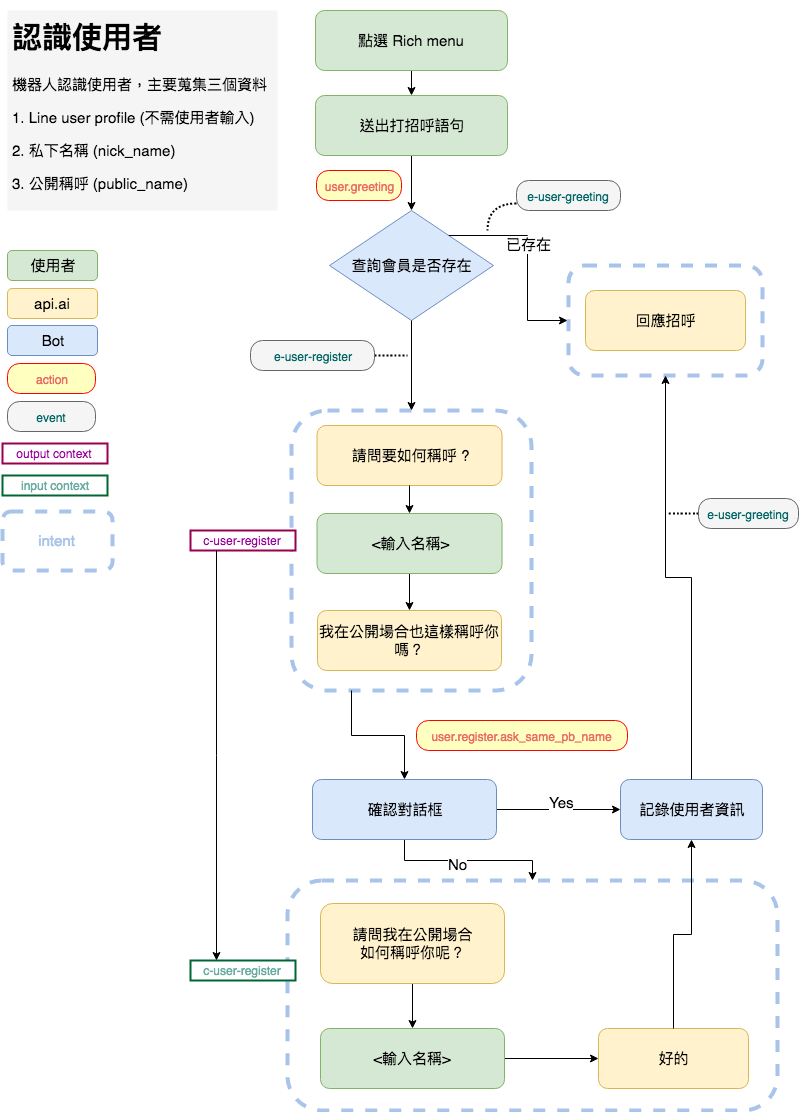 認識使用者
機器人認識使用者，主要蒐集三個資料
1. Line user profile (不需使用者輸入)
2. 私下名稱 (nick_name)
3. 公開稱呼 (public_name)
點選 Rich menu
送出打招呼語句
user.greeting
e-user-greeting
已存在
查詢會員是否存在
回應招呼
使用者
api.ai
Bot
action
event
output context
input context
intent
e-user-register
請問要如何稱呼？
c-user-register
<輸入名稱>
我在公開場合也這樣稱呼你
嗎？
e-user-greeting
user.register.ask_same_pb_name
確認對話框
Yes
記錄使用者資訊
No
請問我在公開場合
如何稱呼你呢？
c-user-register
<輸入名稱>
好的